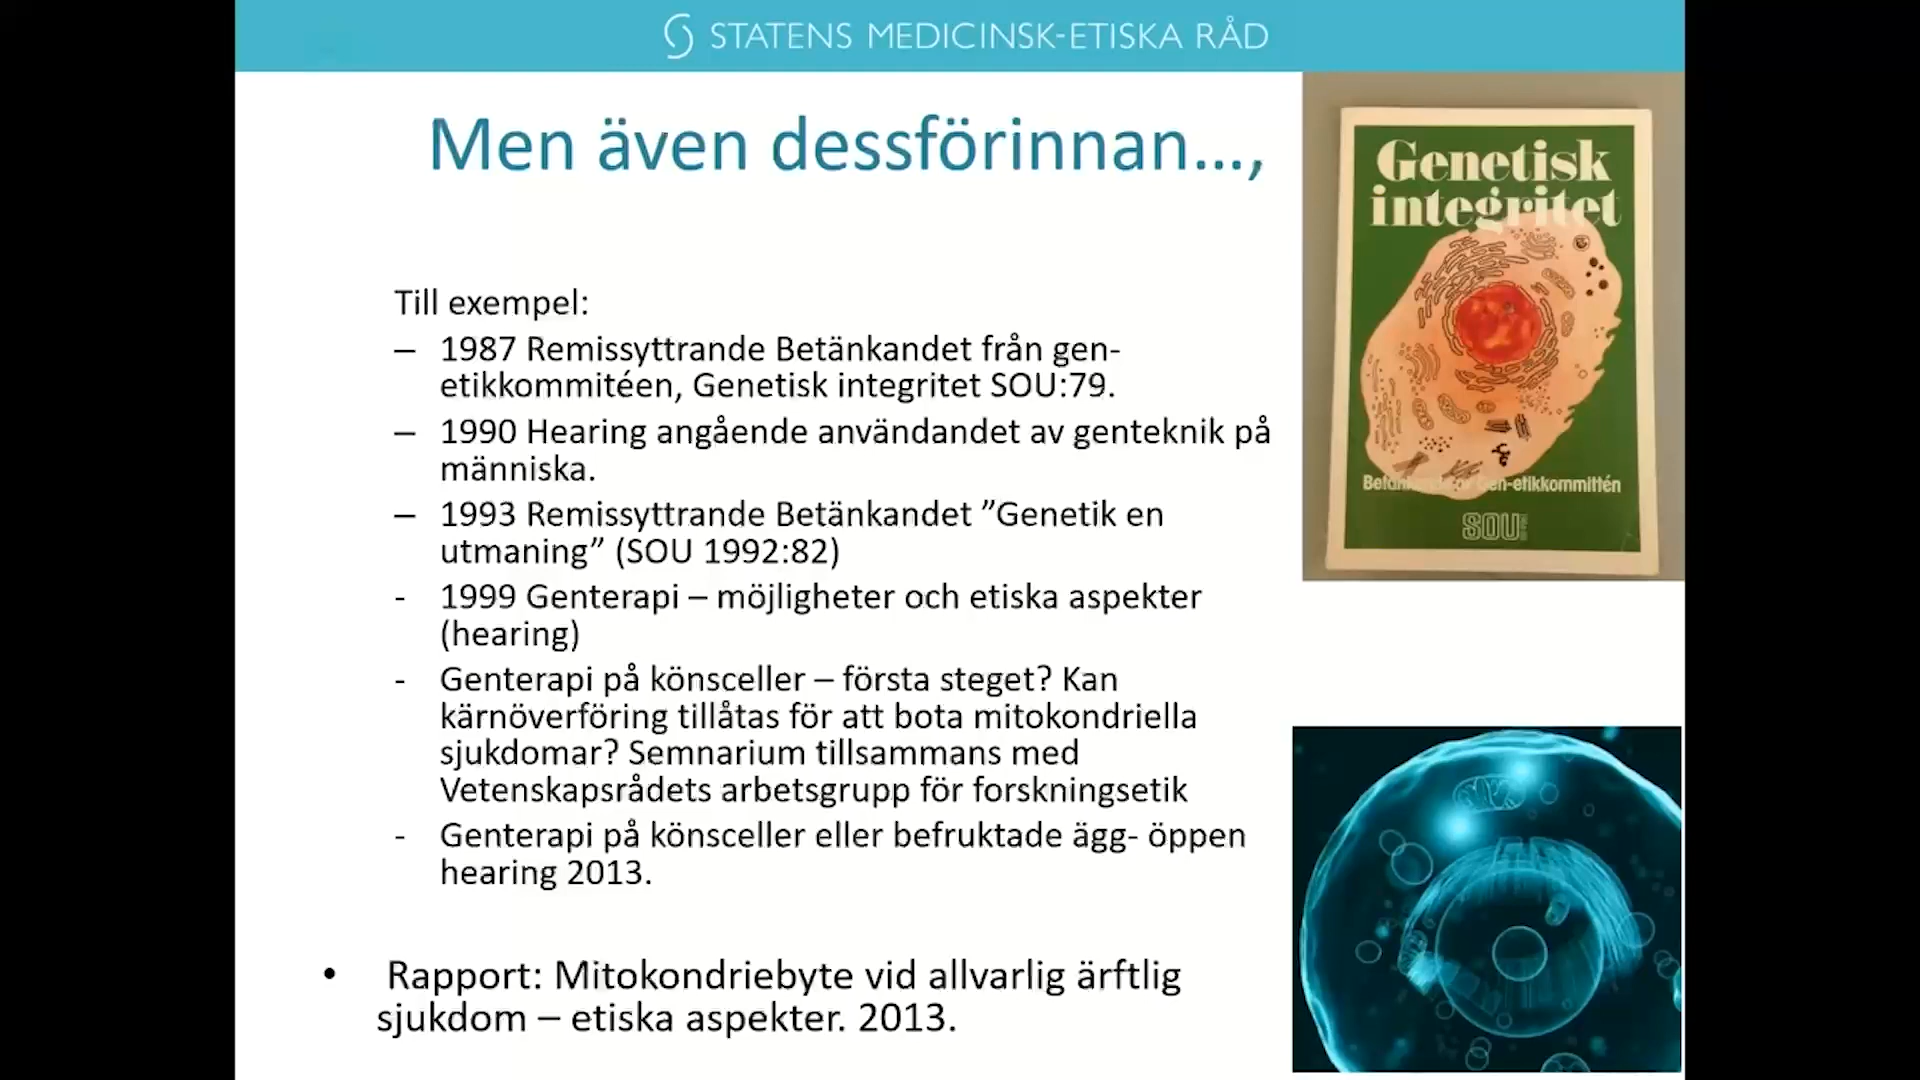 STATENS MEDICINSK-ETISKA RÅD
Men även dessförinnan...,
Genetisk
integritet
Till exempel:
– 1987 Remissyttrande Betänkandet från gen-
etikkommitéen, Genetisk integritet SOU:79.
– 1990 Hearing angående användandet av genteknik på
människa.
– 1993 Remissyttrande Betänkandet ”Genetik en
utmaning” (SOU 1992:82)
- 1999 Genterapi – möjligheter och etiska aspekter
(hearing)
- Genterapi på könsceller – första steget? Kan
kärnöverföring tillåtas för att bota mitokondriella
sjukdomar? Semnarium tillsammans med
Vetenskapsrådets arbetsgrupp för forskningsetik
- Genterapi på könsceller eller befruktade ägg- öppen
hearing 2013.
• Rapport: Mitokondriebyte vid allvarlig ärftlig
sjukdom – etiska aspekter. 2013.
gen-etikkommittén
SOU